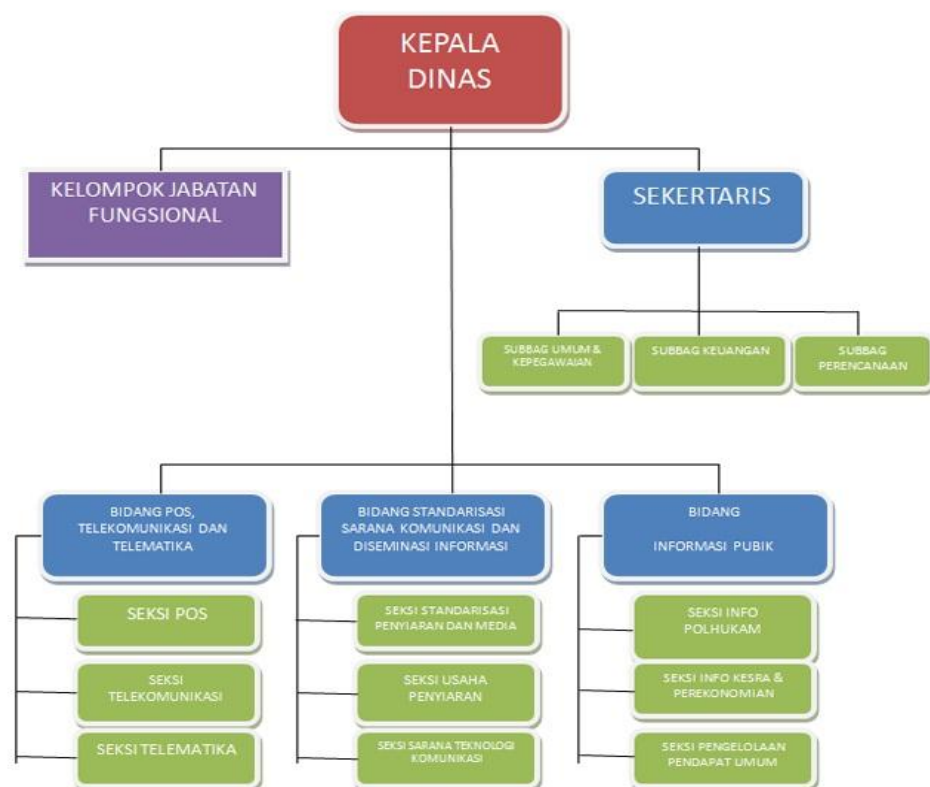 KEPALA
DINAS
KELOMPOK JABATAN
FUNGSIONAL
SEKERTARIS
SUBBAG UMUM &
KEPEGAWAIAN
SUBBAG KEUANGAN
SUBBAG
PERENCANAAN
BIDANG POS,
TELEKOMUNIKASI DAN
TELEMATIKA
BIDANG STANDARISASI
SARANA KOMUNIKASI DAN
DISEMINASI INFORMASI
BIDANG
INFORMASI PUBIK
SEKSI POS
SEKSI
TELEKOMUNIKASI
SEKSI TELEMATIKA
SEKSI STANDARISASI
PENYIARAN DAN MEDIA
SEKSI USAHA
PENYIARAN
SEKSI SARANA TEKNOLOGI
KOMUNIKASI
SEKSI INFO
POLHUKAM
SEKSI INFO KESRA &
PEREKONOMIAN
SEKSI PENGELOLAAN
PENDAPAT UMUM